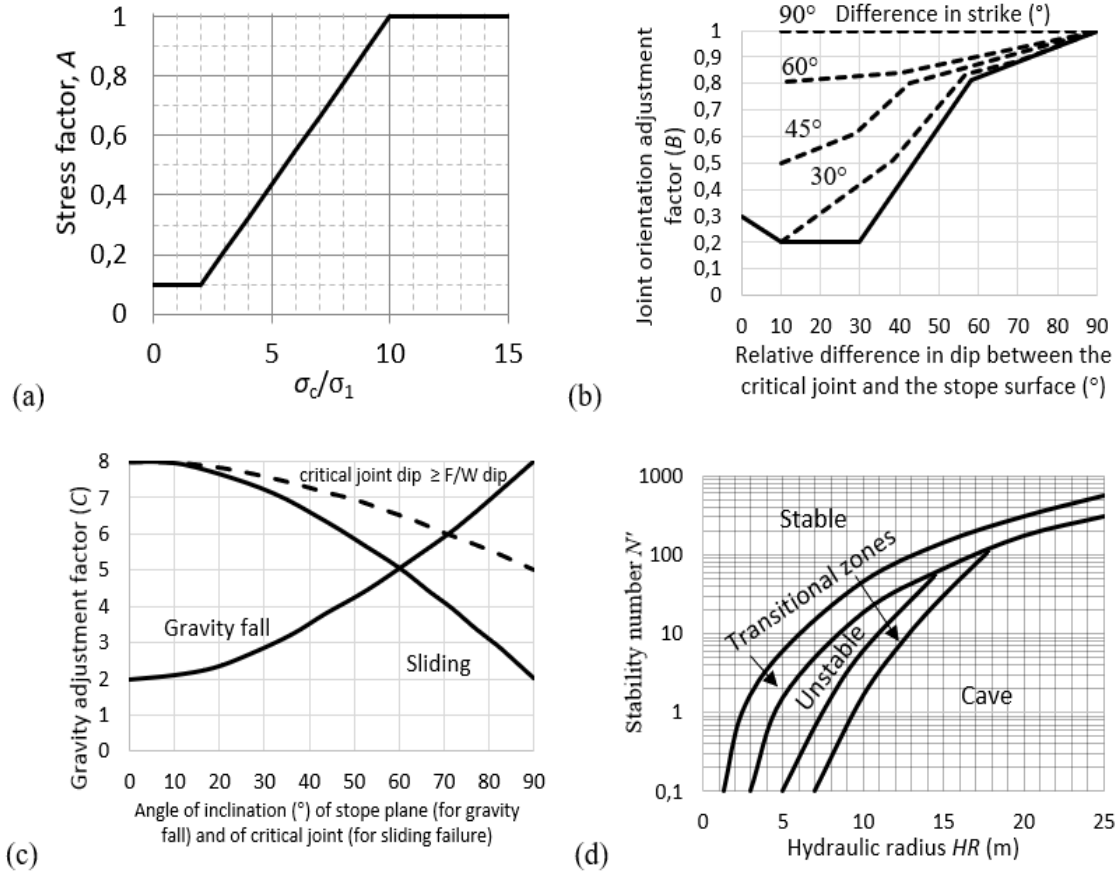 Stress factor, A
1
0,8
0,6
0,4
0,2
0
0 5 10 15
σc/σ1
(a)
90° Difference in strike (°)
60°
45°
30°
Joint orientation adjustment
factor (B)
1
0,9
0,8
0,7
0,6
0,5
0,4
0,3
0,2
0,1
0
0 10 20 30 40 50 60 70 80 90
Relative difference in dip between the
critical joint and the stope surface (°)
(b)
Gravity adjustment factor (C)
8
7
6
5
4
3
2
1
0
critical joint dip ≥ F/W dip
Gravity fall
Sliding
0 10 20 30 40 50 60 70 80 90
Angle of inclination (°) of stope plane (for gravity
fall) and of critical joint (for sliding failure)
(c)
Stability number N'
1000
100
10
1
0,1
Stable
Transitional zones
Unstable
Cave
0 5 10 15 20 25
Hydraulic radius HR (m)
(d)